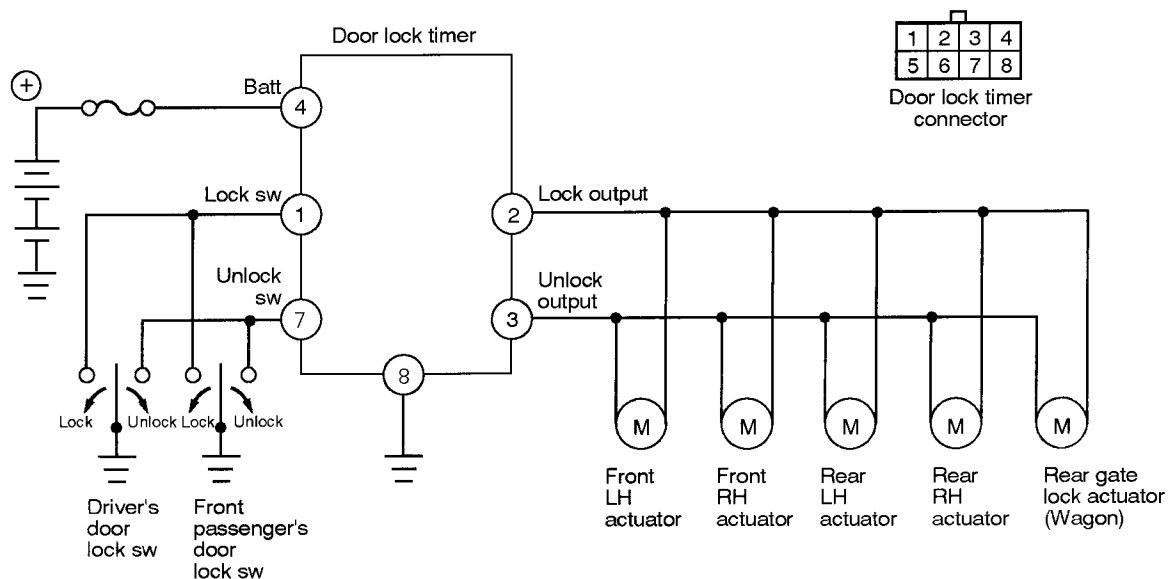 Door lock timer
1 2 3 4
5 6 7 8
Door lock timer
connector
+
Batt
4
Lock sw
1
Lock output
2
Unlock
sw
7
Unlock
output
3
8
Lock
Unlock
Lock
Unlock
M
M
M
M
M
Driver's
door
lock sw
Front
passenger's
door
lock sw
Front
LH
actuator
Front
RH
actuator
Rear
LH
actuator
Rear
RH
actuator
Rear gate
lock actuator
(Wagon)